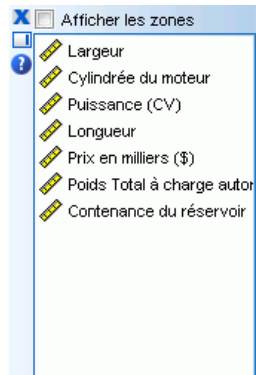 Afficher les zones
Largeur
Cylindrée du moteur
Puissance (CV)
Longueur
Prix en milliers ($)
Poids Total à charge autor
Contenance du réservoir